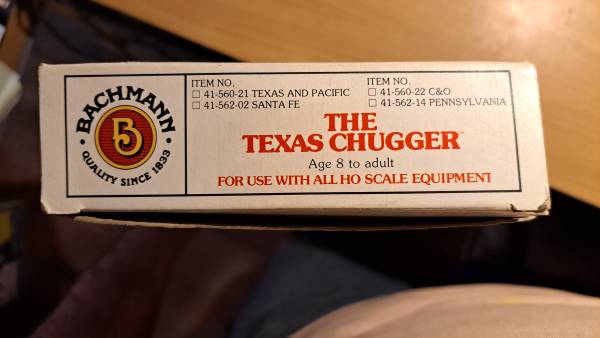 BACHMANN
B
QUALITY SINCE 1833
ITEM NO.
☐ 41-560-21 TEXAS AND PACIFIC
☐ 41-562-02 SANTA FE
ITEM NO.
☐ 41-560-22 C&O
☐ 41-562-14 PENNSYLVANIA
THE
TEXAS CHUGGER™
Age 8 to adult
FOR USE WITH ALL HO SCALE EQUIPMENT